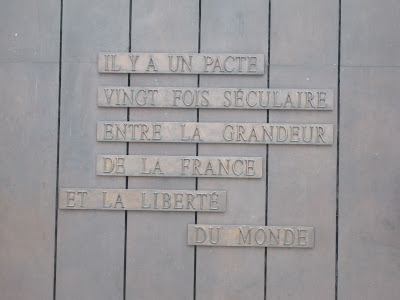 IL Y A UN PACTE
VINGT FOIS SÉCULAIRE
ENTRE LA GRANDEUR
DE LA FRANCE
ET LA LIBERTÉ
DU MONDE